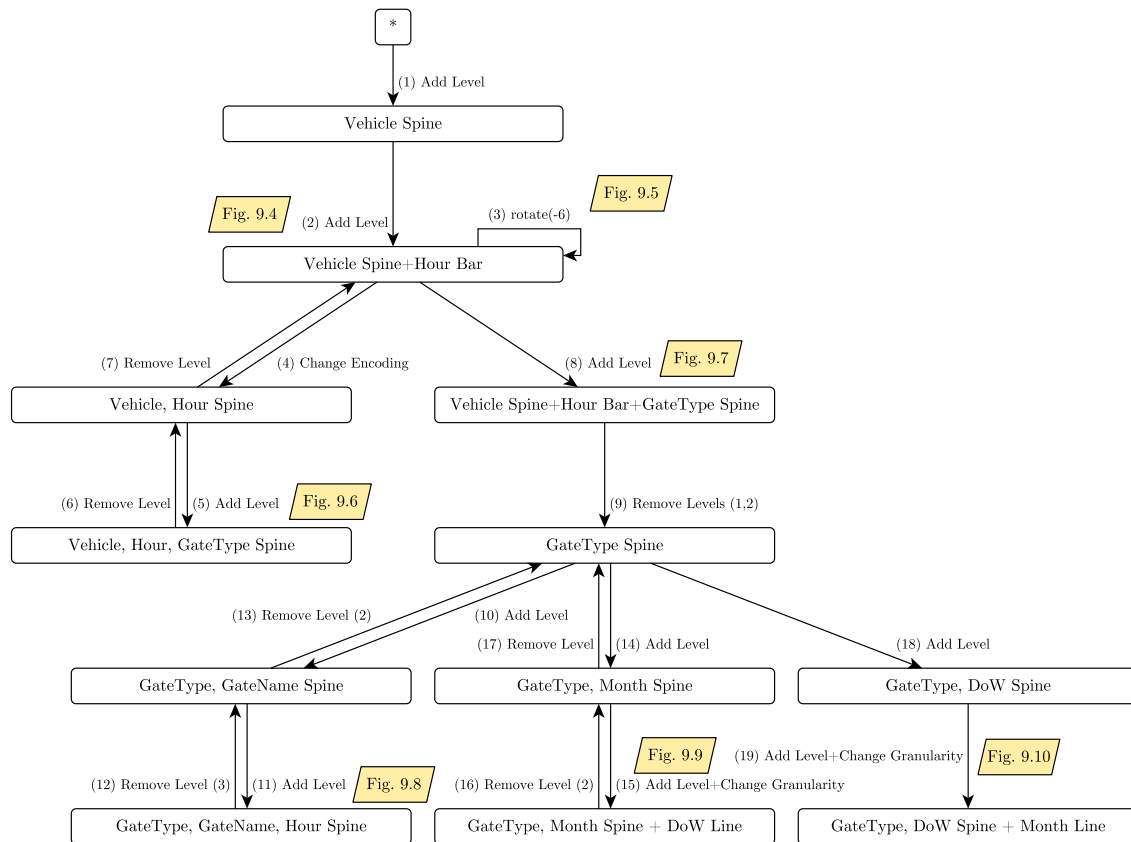 *
(1) Add Level
Vehicle Spine
Fig. 9.4
(2) Add Level
(3) rotate(-6)
Fig. 9.5
Vehicle Spine+Hour Bar
(7) Remove Level
(4) Change Encoding
(8) Add Level
Fig. 9.7
Vehicle, Hour Spine
Vehicle Spine+Hour Bar+GateType Spine
(6) Remove Level
(5) Add Level
Fig. 9.6
(9) Remove Levels (1,2)
Vehicle, Hour, GateType Spine
GateType Spine
(13) Remove Level (2)
(10) Add Level
(17) Remove Level
(14) Add Level
(18) Add Level
GateType, GateName Spine
GateType, Month Spine
GateType, DoW Spine
(12) Remove Level (3)
(11) Add Level
Fig. 9.8
(16) Remove Level (2)
Fig. 9.9
(15) Add Level+Change Granularity
(19) Add Level+Change Granularity
Fig. 9.10
GateType, GateName, Hour Spine
GateType, Month Spine + DoW Line
GateType, DoW Spine + Month Line